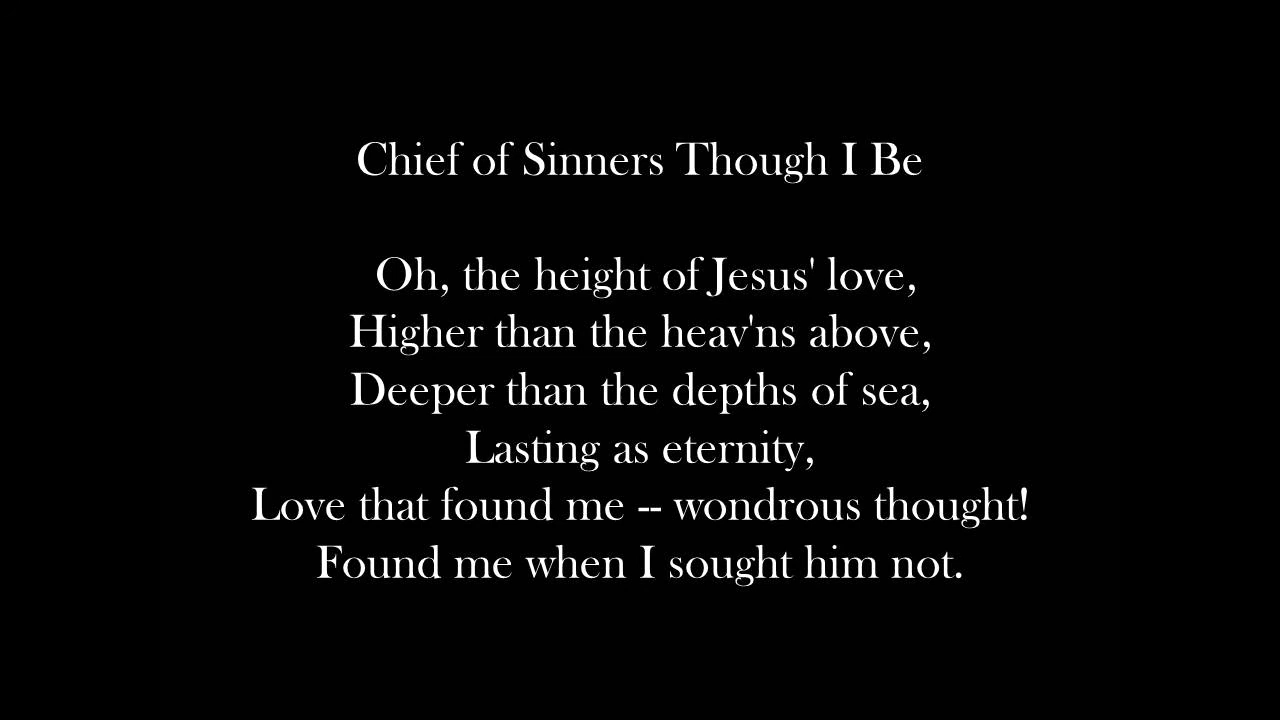 Chief of Sinners Though I Be
Oh, the height of Jesus' love,
Higher than the heav'ns above,
Deeper than the depths of sea,
Lasting as eternity,
Love that found me -- wondrous thought!
Found me when I sought him not.